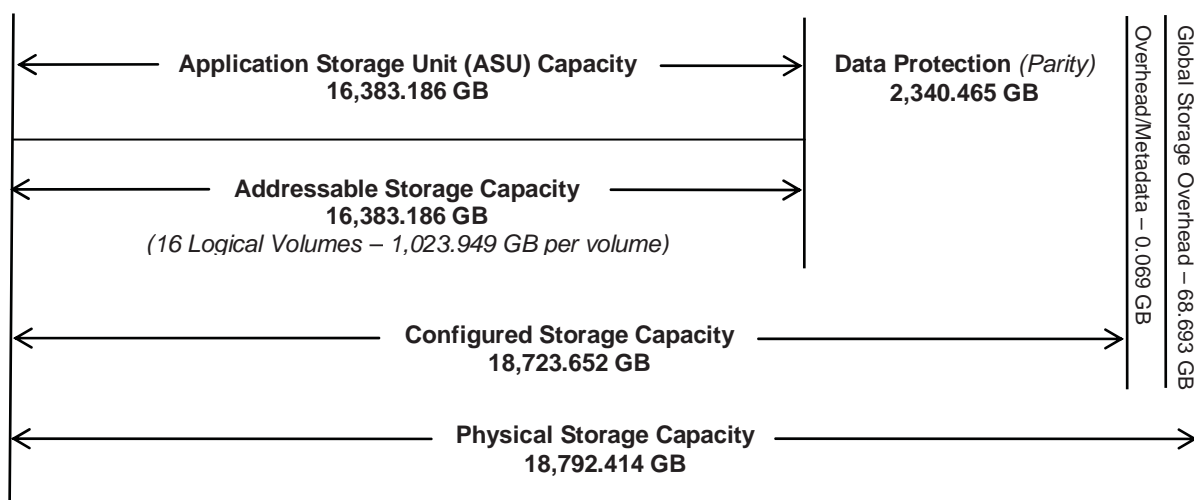 Application Storage Unit (ASU) Capacity
16,383.186 GB
Data Protection (Parity)
2,340.465 GB
Overhead/Metadata – 0.069 GB
Global Storage Overhead – 68.693 GB
Addressable Storage Capacity
16,383.186 GB
(16 Logical Volumes – 1,023.949 GB per volume)
Configured Storage Capacity
18,723.652 GB
Physical Storage Capacity
18,792.414 GB